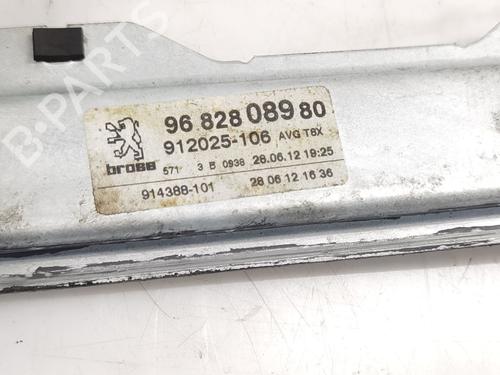 96 828 089 80
912025-106 AVG T8X
brose 571 3 B 0938 28.06.12 19:25
914388-101 28 06 12 16 36
B-PARTS